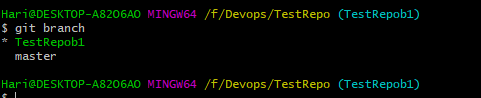 Hari@DESKTOP-A82O6AO MINGW64 /f/Devops/TestRepo (TestRepob1)
$ git branch
* TestRepob1
  master

Hari@DESKTOP-A82O6AO MINGW64 /f/Devops/TestRepo (TestRepob1)
$